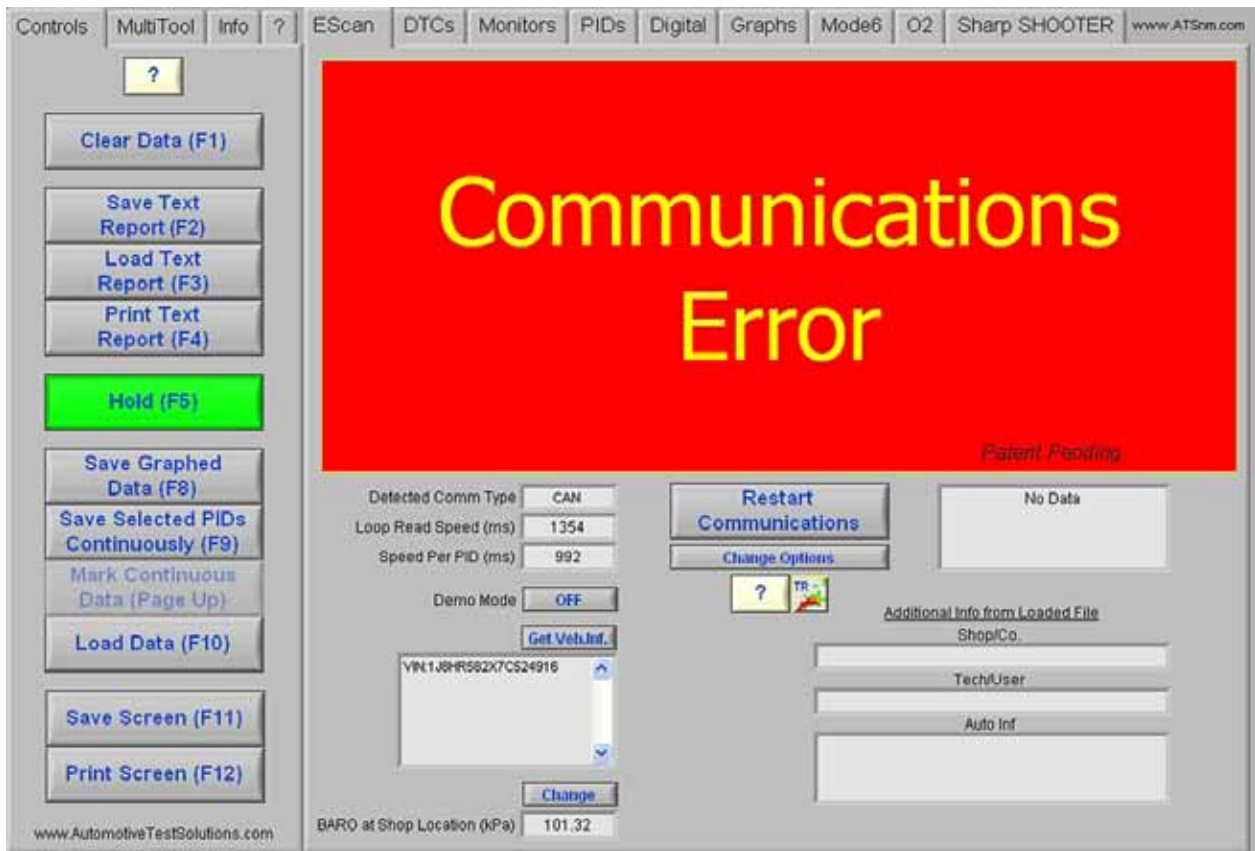 Controls
MultiTool
Info
?
EScan
DTCs
Monitors
PIDs
Digital
Graphs
Mode6
O2
Sharp SHOOTER
www.ATSnm.com
?
Clear Data (F1)
Save Text
Report (F2)
Load Text
Report (F3)
Print Text
Report (F4)
Hold (F5)
Save Graphed
Data (F8)
Save Selected PIDs
Continuously (F9)
Mark Continuous
Data (Page Up)
Load Data (F10)
Save Screen (F11)
Print Screen (F12)
www.AutomotiveTestSolutions.com
Communications
Error
Patent Pending
Detected Comm Type CAN
Loop Read Speed (ms) 1354
Speed Per PID (ms) 992
Demo Mode OFF
Get Veh.Inf.
VIN:1J8HR582X7C524916
Change
BARO at Shop Location (kPa) 101.32
Restart
Communications
Change Options
?
TR -
No Data
Additional Info from Loaded File
Shop/Co.
Tech/User
Auto Inf